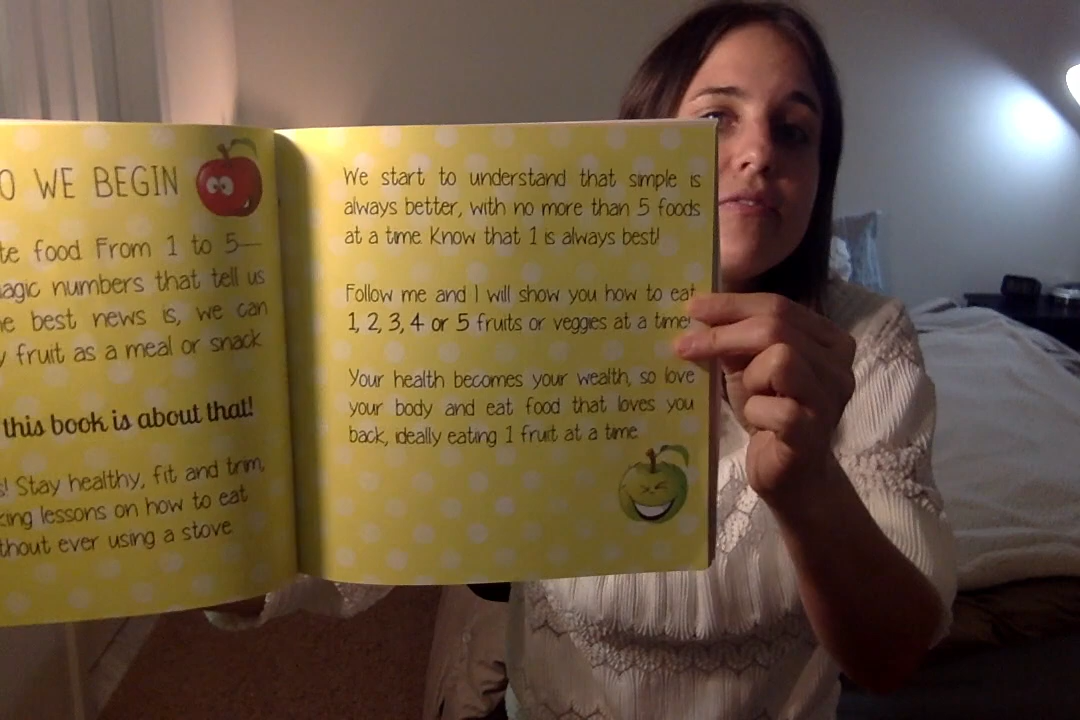 O WE BEGIN
te food From 1 to 5—
agic numbers that tell us
e best news is, we can
y fruit as a meal or snack
this book is about that!
s! Stay healthy, fit and trim,
king lessons on how to eat
thout ever using a stove
We start to understand that simple is
always better, with no more than 5 foods
at a time Know that 1 is always best!
Follow me and I will show you how to eat
1, 2, 3, 4 or 5 fruits or veggies at a time!
Your health becomes your wealth, so love
your body and eat food that loves you
back, ideally eating 1 fruit at a time